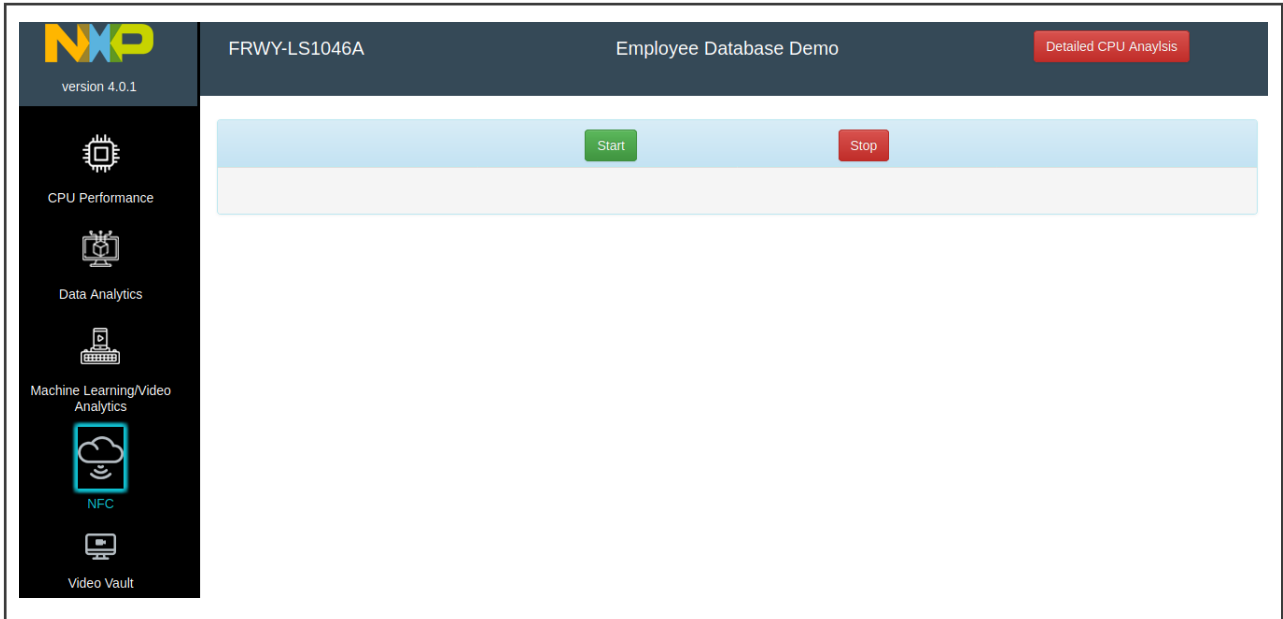 NXP
version 4.0.1
FRWY-LS1046A
Employee Database Demo
Detailed CPU Anaylsis
Start
Stop
CPU Performance
Data Analytics
Machine Learning/Video
Analytics
NFC
Video Vault